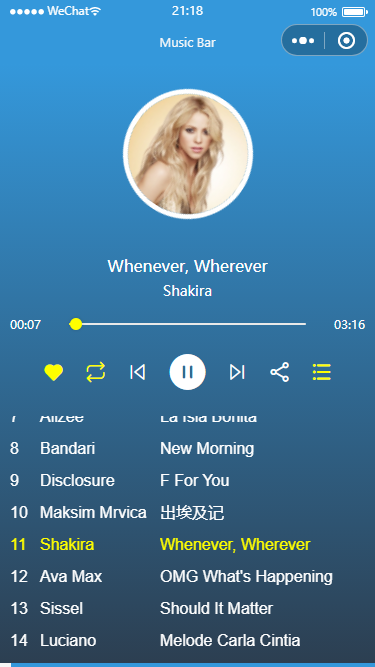 WeChat 21:18 100%
Music Bar
Whenever, Wherever
Shakira
00:07 03:16
7 Alizee La Isla Bonita
8 Bandari New Morning
9 Disclosure F For You
10 Maksim Mrvica 出埃及记
11 Shakira Whenever, Wherever
12 Ava Max OMG What's Happening
13 Sissel Should It Matter
14 Luciano Melode Carla Cintia